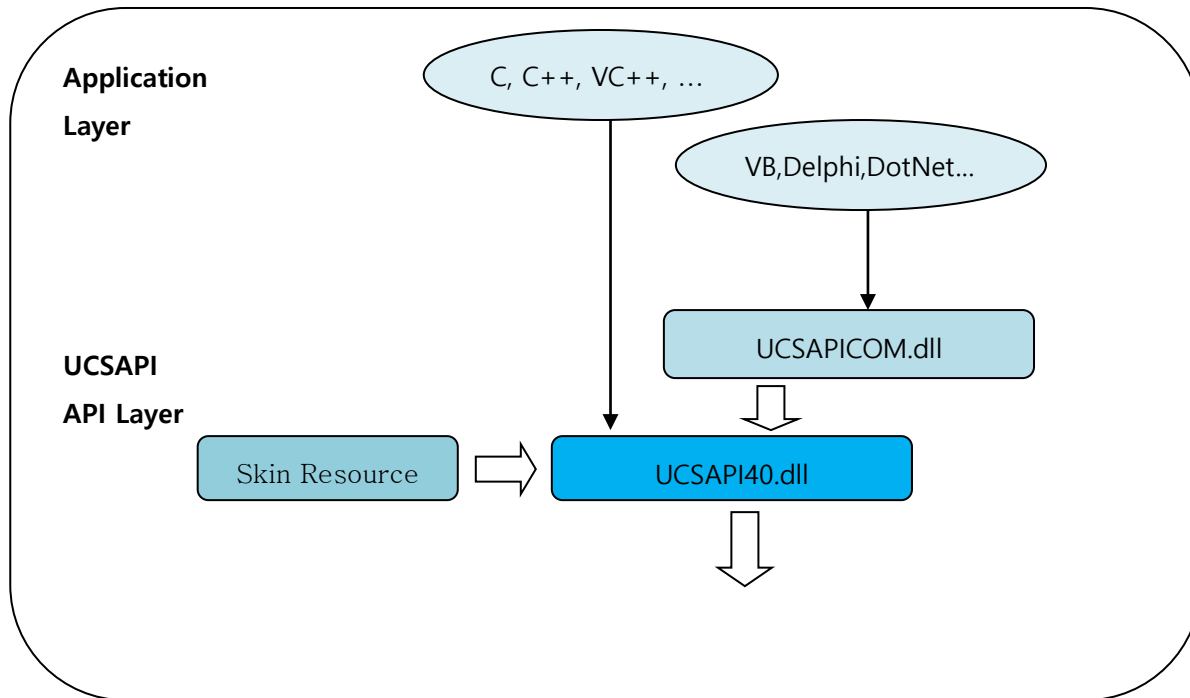 Application
Layer
C, C++, VC++, …
VB,Delphi,DotNet...
UCSAPICOM.dll
UCSAPI
API Layer
Skin Resource
UCSAPI40.dll